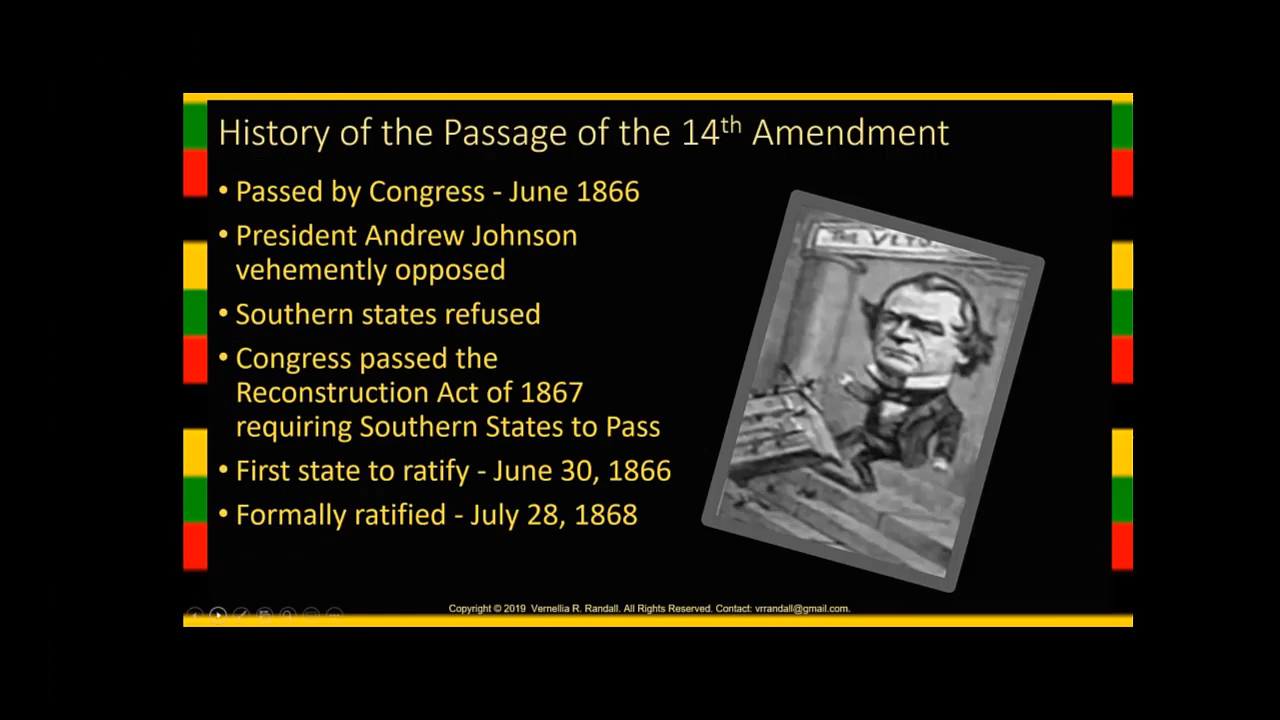 History of the Passage of the 14th Amendment
• Passed by Congress - June 1866
• President Andrew Johnson
vehemently opposed
• Southern states refused
• Congress passed the
Reconstruction Act of 1867
requiring Southern States to Pass
• First state to ratify - June 30, 1866
• Formally ratified - July 28, 1868
THE VETO
Copyright © 2019 Vernellia R. Randall. All Rights Reserved. Contact: vrrandall@gmail.com.